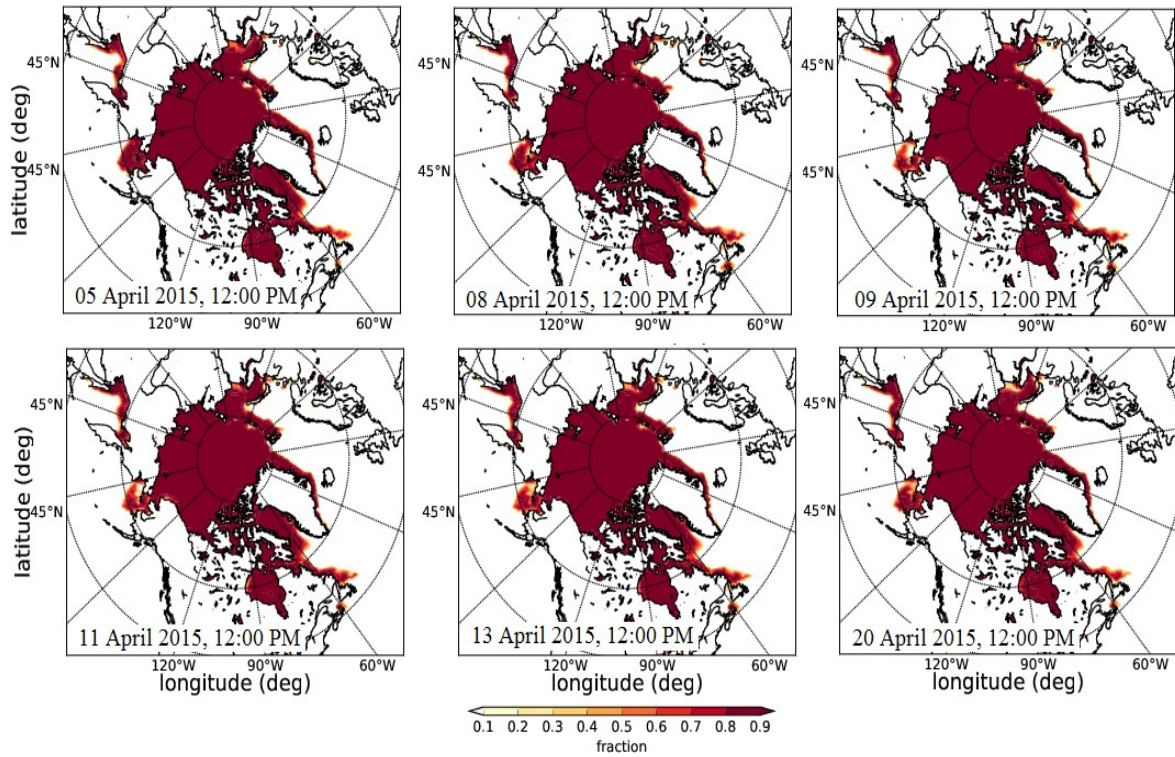 latitude (deg)
45°N
45°N
05 April 2015, 12:00 PM
120°W 90°W 60°W
45°N
45°N
08 April 2015, 12:00 PM
120°W 90°W 60°W
45°N
45°N
09 April 2015, 12:00 PM
120°W 90°W 60°W
latitude (deg)
45°N
45°N
11 April 2015, 12:00 PM
120°W 90°W 60°W
longitude (deg)
45°N
45°N
13 April 2015, 12:00 PM
120°W 90°W 60°W
longitude (deg)
45°N
45°N
20 April 2015, 12:00 PM
120°W 90°W 60°W
longitude (deg)
0.1 0.2 0.3 0.4 0.5 0.6 0.7 0.8 0.9
fraction